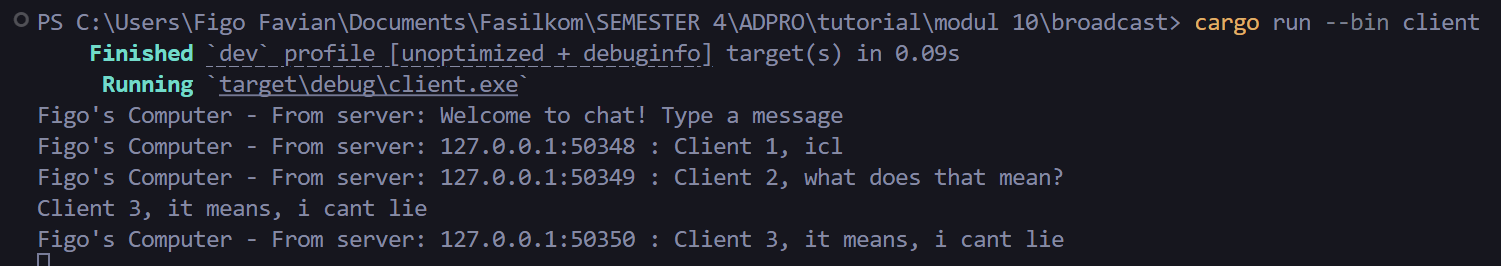 PS C:\Users\Figo Favian\Documents\Fasilkom\SEMESTER 4\ADPRO\tutorial\modul 10\broadcast> cargo run --bin client
Finished `dev` profile [unoptimized + debuginfo] target(s) in 0.09s
Running `target\debug\client.exe`
Figo's Computer - From server: Welcome to chat! Type a message
Figo's Computer - From server: 127.0.0.1:50348 : Client 1, icl
Figo's Computer - From server: 127.0.0.1:50349 : Client 2, what does that mean?
Client 3, it means, i cant lie
Figo's Computer - From server: 127.0.0.1:50350 : Client 3, it means, i cant lie